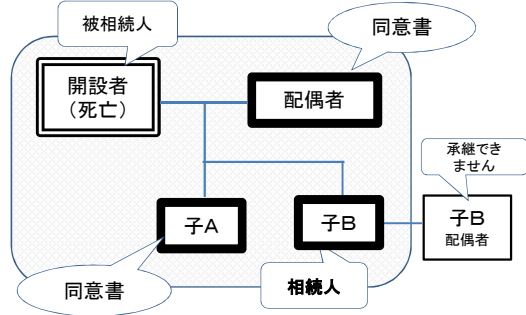 被相続人
同意書
開設者
（死亡）
配偶者
承継でき
ません
子A
子B
子B
配偶者
同意書
相続人